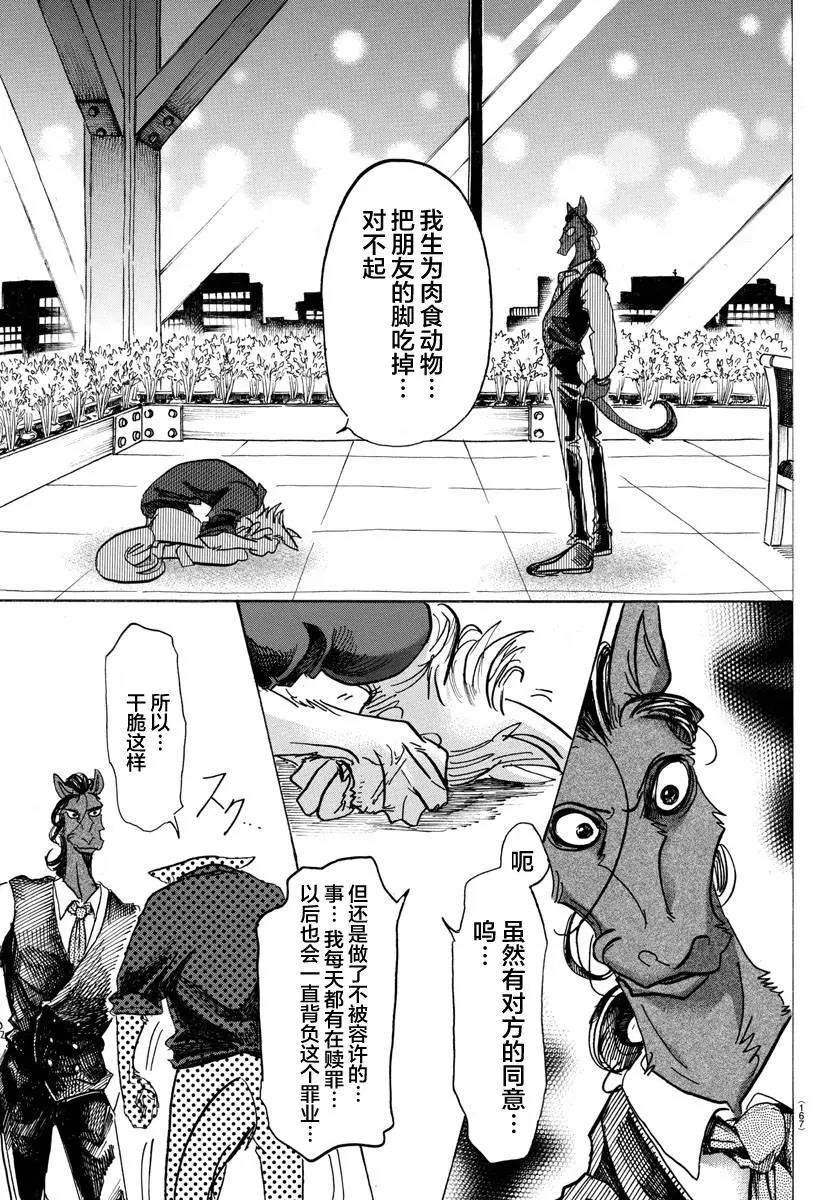 我生为肉食动物…
把朋友的脚吃掉…
对不起
呃
虽然有对方的同意…
呜…
但还是做了不被容许的…
事…我每天都有在赎罪…
以后也会一直背负这个罪业…
スクッ
所以…
干脆这样
(167)